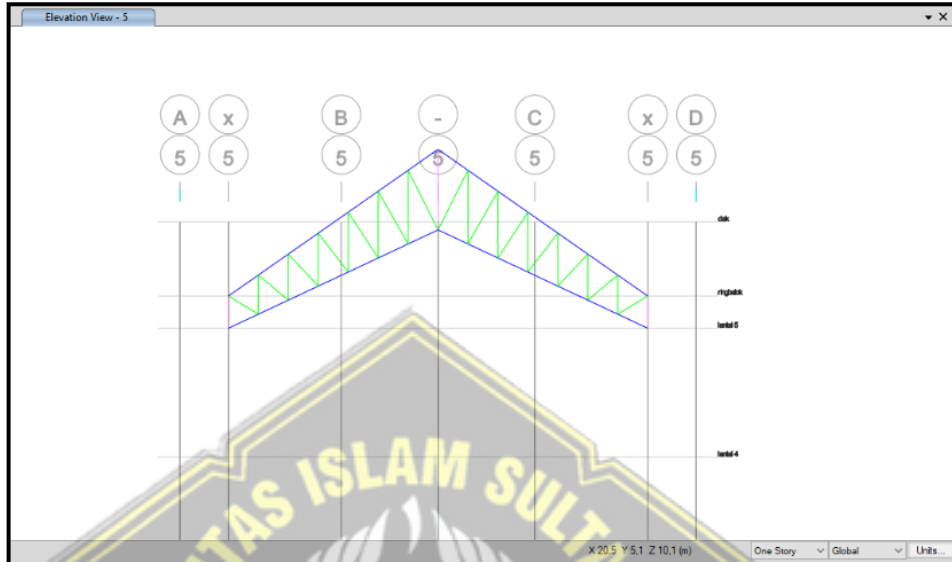 Elevation View - 5
A x B - C x D
5 5 5 5 5 5 5
dak
ringbalok
lantai 5
lantai 4
ITAS ISLAM SULT
X 20,5 Y 5,1 Z 10,1 (m)
One Story Global Units...